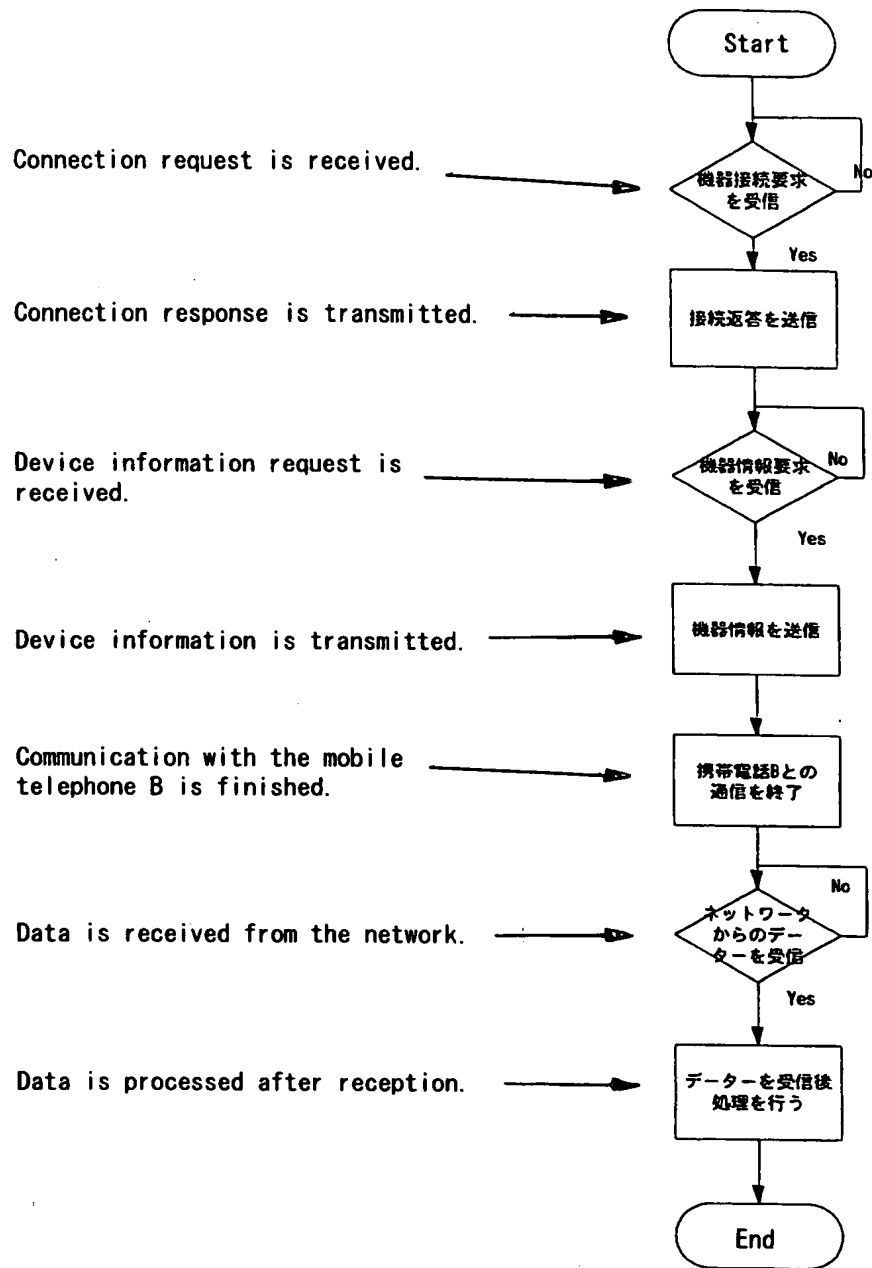 Start
Connection request is received.
機器接続要求
を受信
No
Yes
Connection response is transmitted.
接続返答を送信
Device information request is
received.
機器情報要求
を受信
No
Yes
Device information is transmitted.
機器情報を送信
Communication with the mobile
telephone B is finished.
携帯電話Bとの
通信を終了
No
Data is received from the network.
ネットワータ
からのデー
ターを受信
Yes
Data is processed after reception.
データーを受信後
処理を行う
End